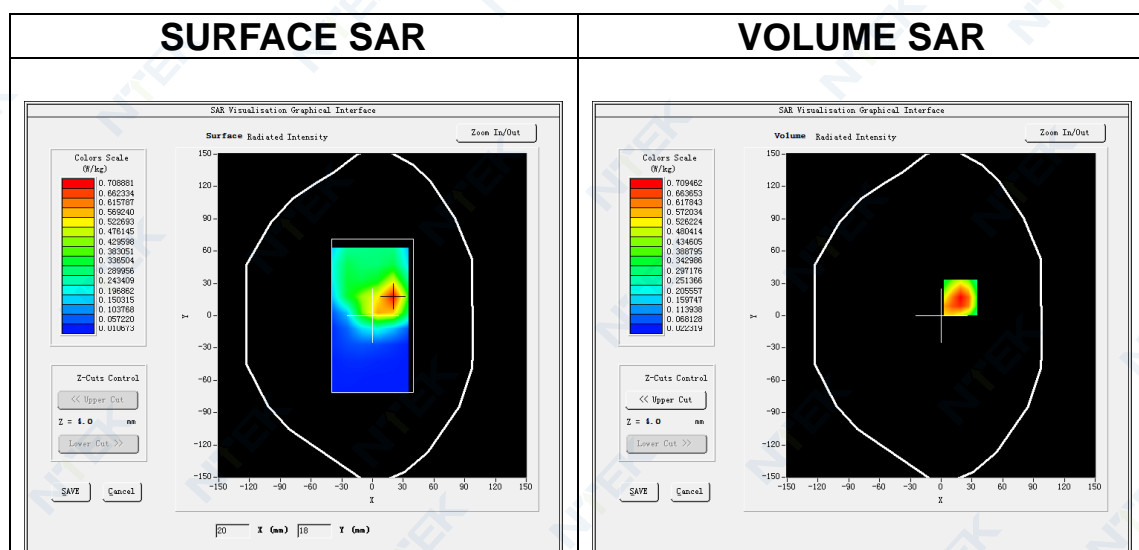 SURFACE SAR
VOLUME SAR
SAR Visualisation Graphical Interface
Surface Radiated Intensity
Zoom In/Out
Colors Scale
(W/kg)
0.708881
0.662334
0.615787
0.569240
0.522693
0.476145
0.429598
0.383051
0.336504
0.289956
0.243409
0.196862
0.150315
0.103768
0.057220
0.010673
Z-Cuts Control
<< Upper Cut
Z = 4.0 mm
Lower Cut >>
SAVE
Cancel
150
120
90
60
30
0
-30
-60
-90
-120
-150
Y
-150 -120 -90 -60 -30 0 30 60 90 120 150
X
20 X (mm) 18 Y (mm)
SAR Visualisation Graphical Interface
Volume Radiated Intensity
Zoom In/Out
Colors Scale
(W/kg)
0.709462
0.663653
0.617843
0.572034
0.526224
0.480414
0.434605
0.388795
0.342986
0.297176
0.251366
0.205557
0.159747
0.113938
0.068128
0.022319
Z-Cuts Control
<< Upper Cut
Z = 4.0 mm
Lower Cut >>
SAVE
Cancel
150
120
90
60
30
0
-30
-60
-90
-120
-150
Y
-150 -120 -90 -60 -30 0 30 60 90 120 150
X
NTEK